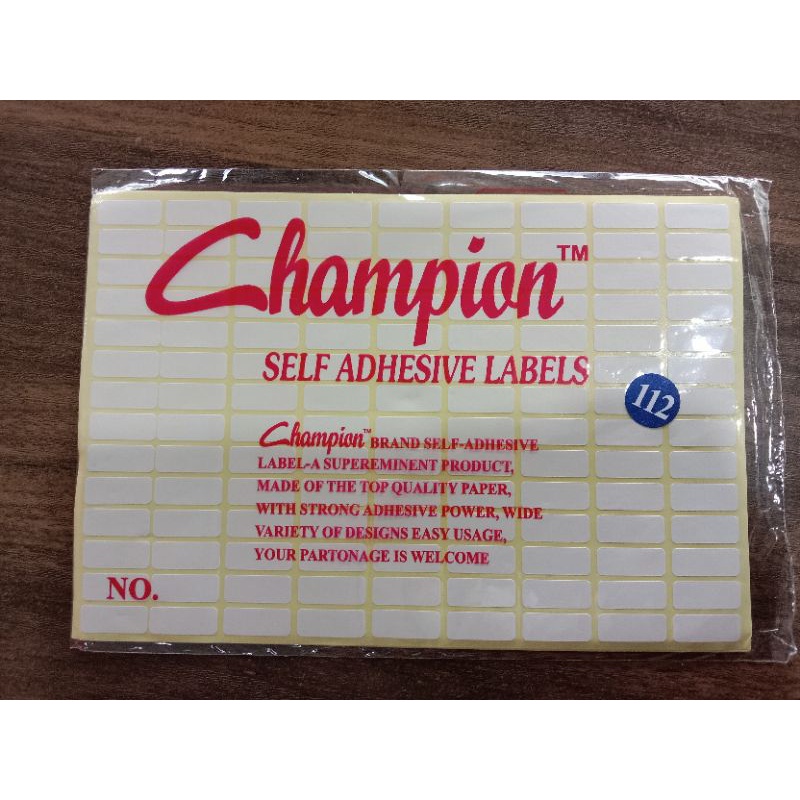 Champion™
SELF ADHESIVE LABELS
112
Champion™ BRAND SELF-ADHESIVE
LABEL-A SUPEREMINENT PRODUCT,
MADE OF THE TOP QUALITY PAPER,
WITH STRONG ADHESIVE POWER, WIDE
VARIETY OF DESIGNS EASY USAGE,
YOUR PARTONAGE IS WELCOME
NO.